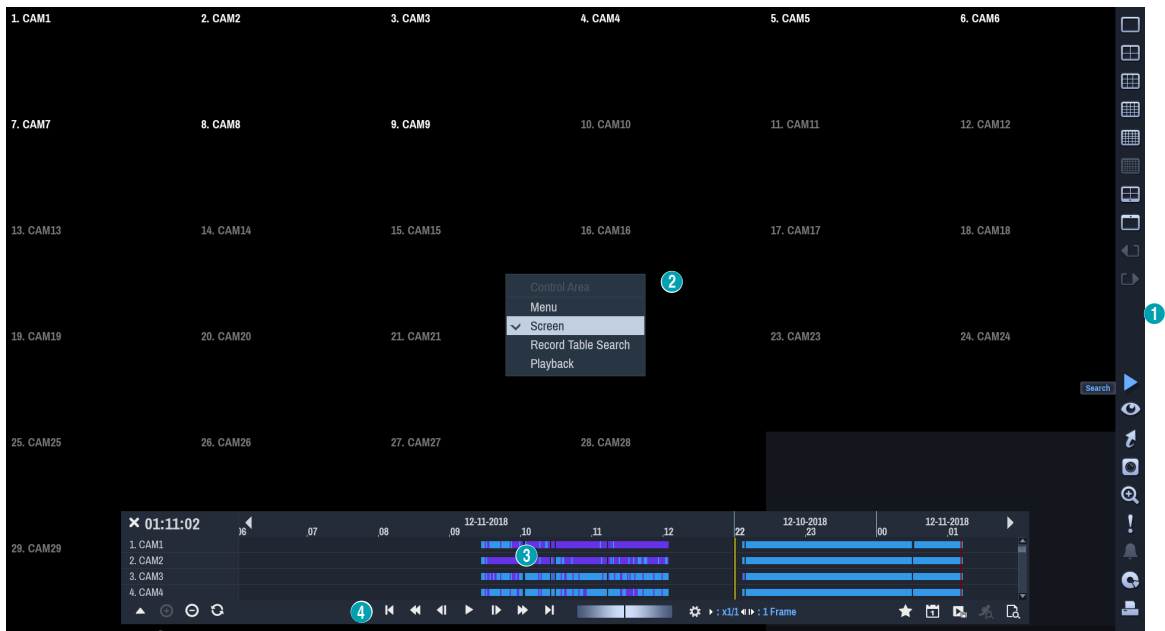 1. CAM1 2. CAM2 3. CAM3 4. CAM4 5. CAM5 6. CAM6
7. CAM7 8. CAM8 9. CAM9 10. CAM10 11. CAM11 12. CAM12
13. CAM13 14. CAM14 15. CAM15 16. CAM16 17. CAM17 18. CAM18
2
Control Area
Menu
1
Screen
19. CAM19 20. CAM20 21. CAM21 23. CAM23 24. CAM24
Record Table Search
Playback
Search
25. CAM25 26. CAM26 27. CAM27 28. CAM28
01:11:02 12-11-2018 12-10-2018 12-11-2018
07 08 09 10 11 12 22 23 00 01
29. CAM29
1. CAM1
3
2. CAM2
3. CAM3
4. CAM4
4 : x1/1 : 1 Frame 1